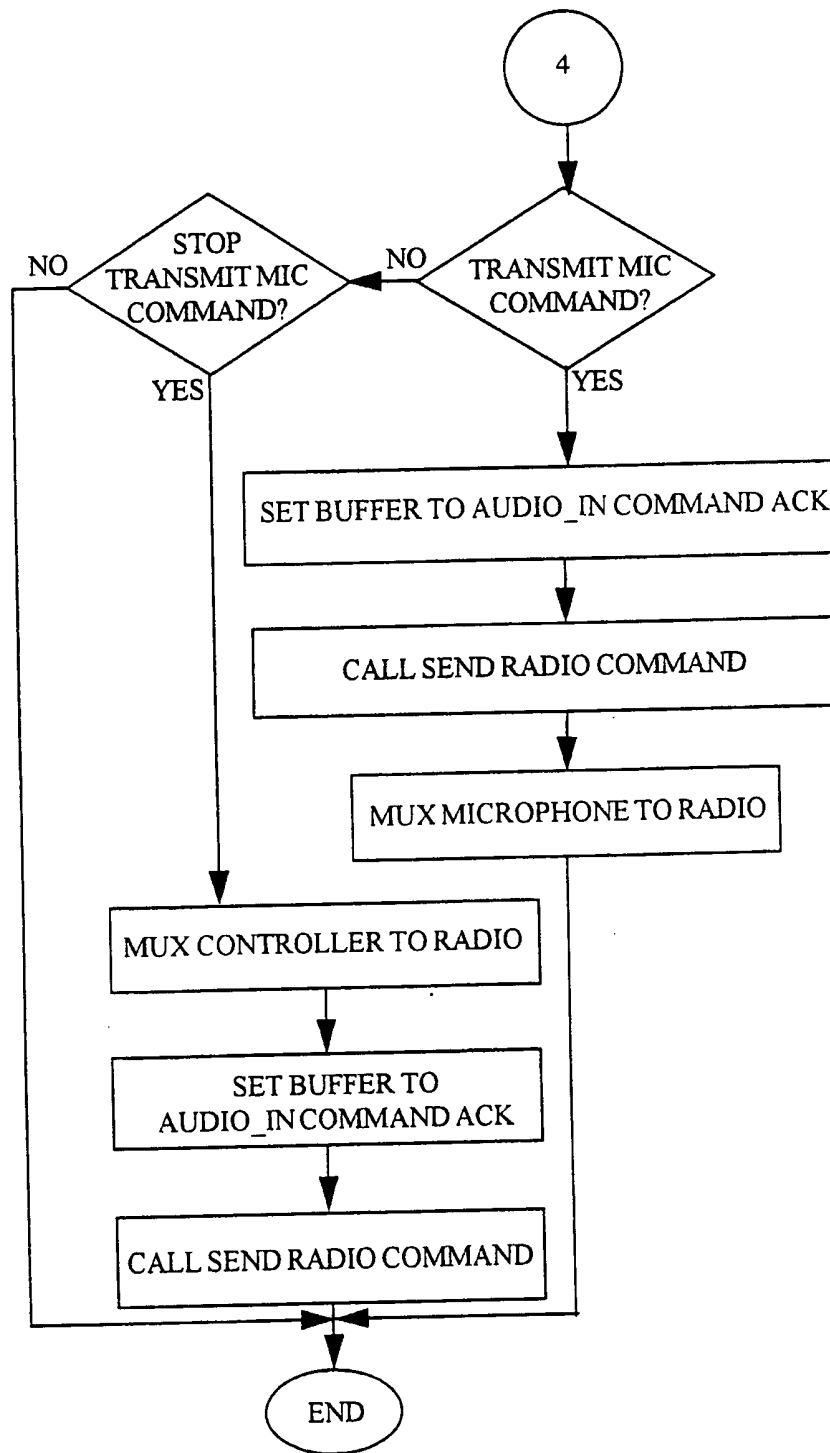 4
STOP
TRANSMIT MIC
COMMAND?
NO
NO
TRANSMIT MIC
COMMAND?
YES
YES
SET BUFFER TO AUDIO_IN COMMAND ACK
CALL SEND RADIO COMMAND
MUX MICROPHONE TO RADIO
MUX CONTROLLER TO RADIO
SET BUFFER TO
AUDIO_IN COMMAND ACK
CALL SEND RADIO COMMAND
END